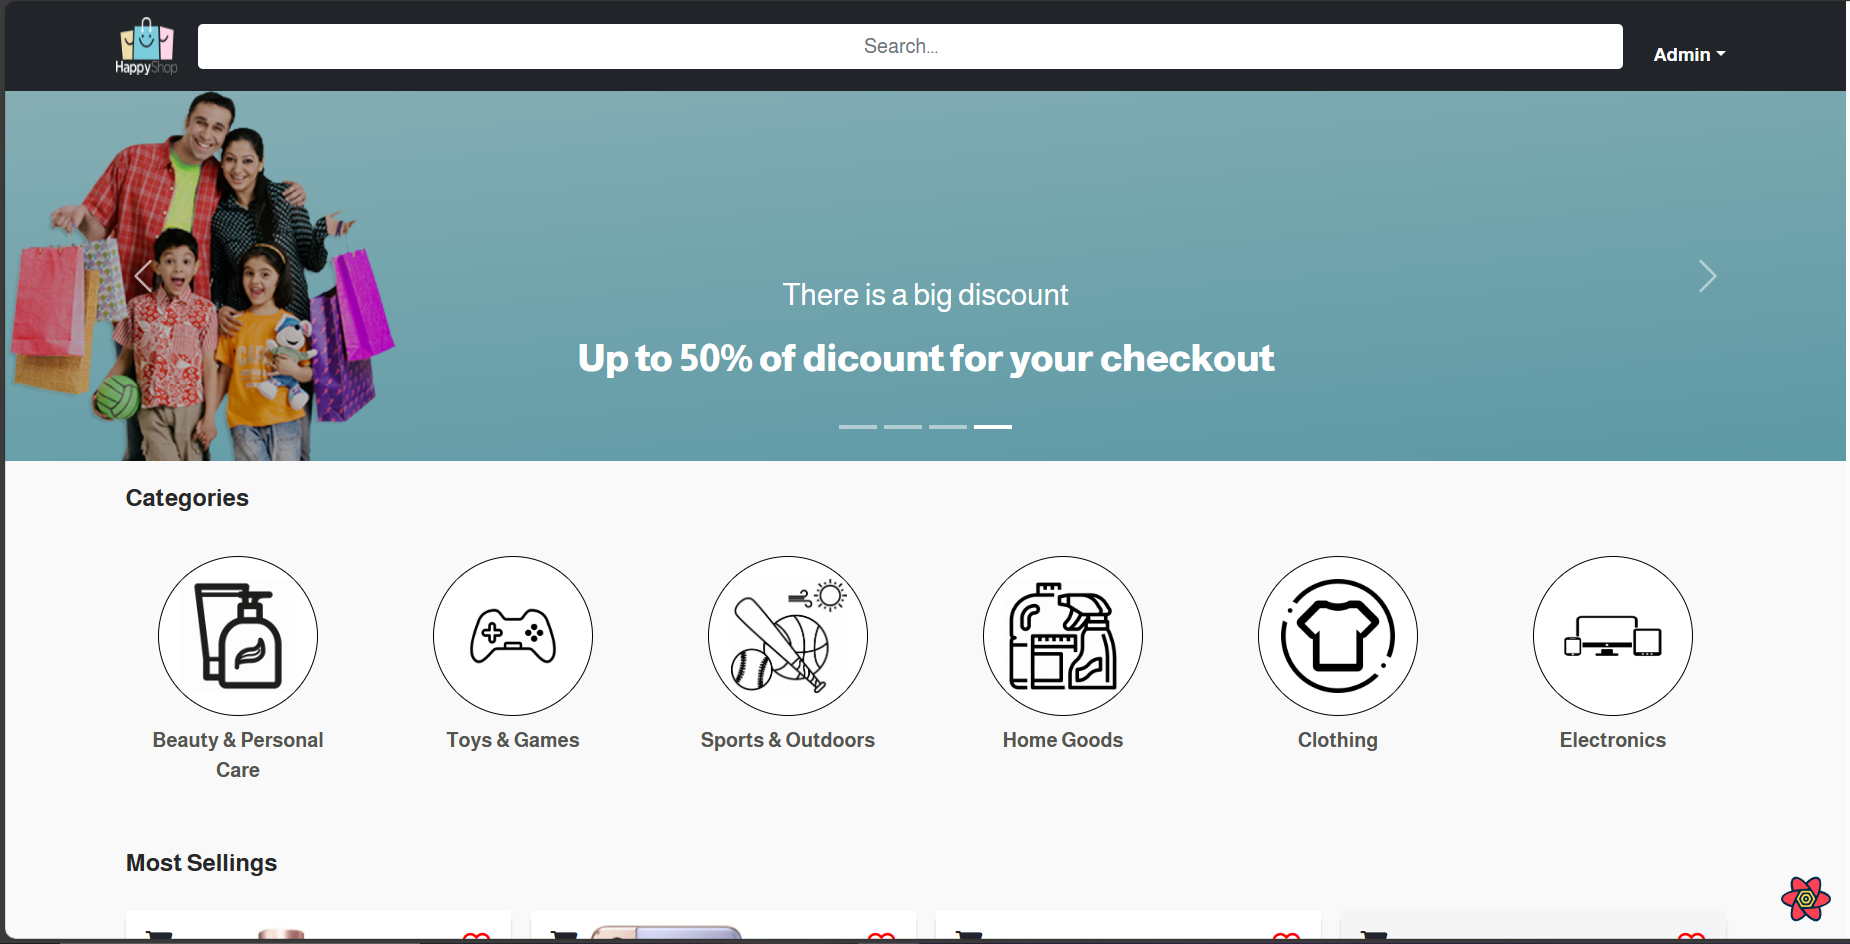 HappyShop
Search...
Admin
There is a big discount
Up to 50% of dicount for your checkout
Categories
Beauty & Personal
Care
Toys & Games
Sports & Outdoors
Home Goods
Clothing
Electronics
Most Sellings